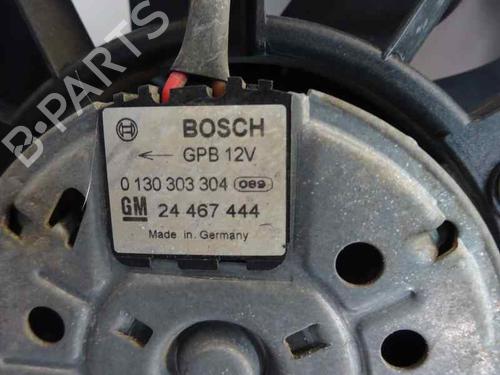 B-PARTS
BOSCH
← GPB 12V
0 130 303 304 089
GM 24 467 444
Made in Germany